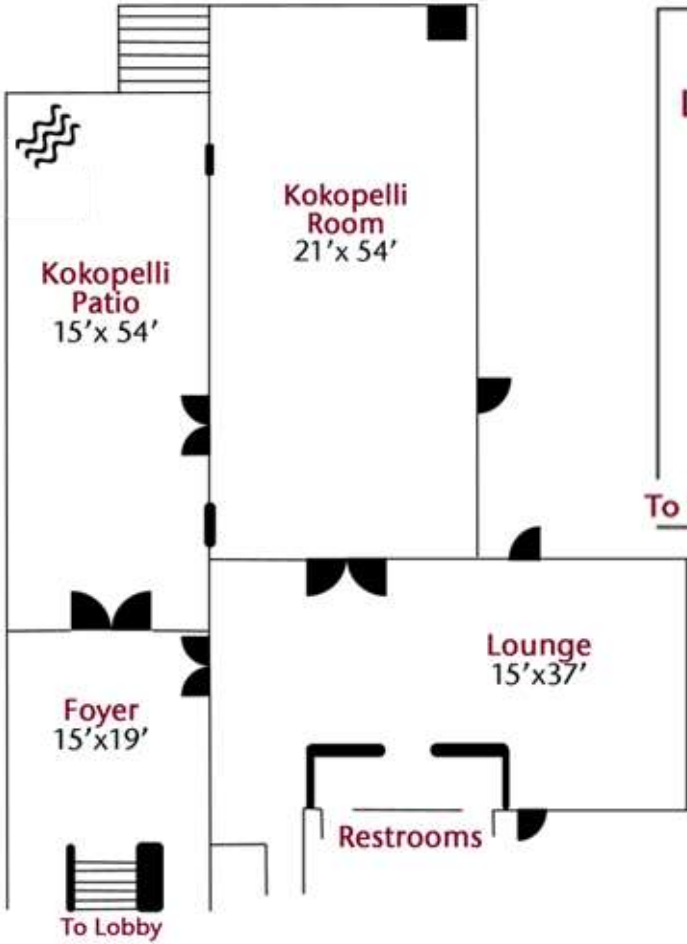 Kokopelli
Room
21’x 54’
Kokopelli
Patio
15’x 54’
To
Lounge
15’x37’
Foyer
15’x19’
Restrooms
To Lobby